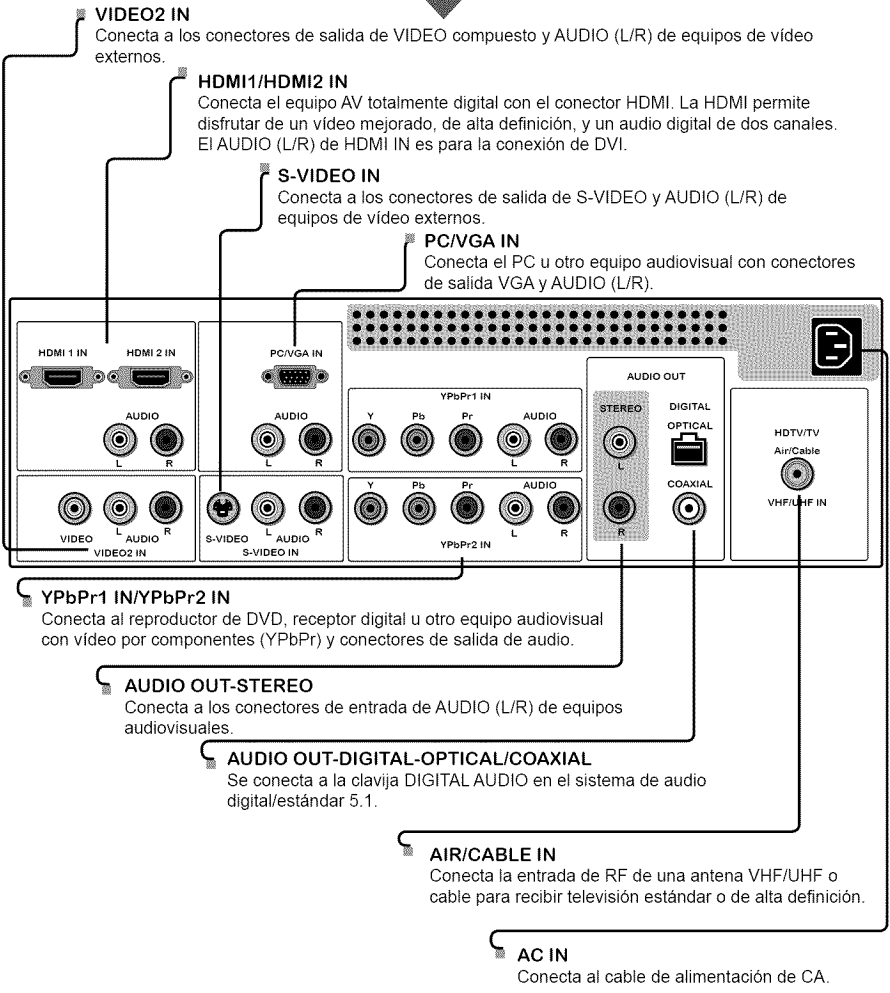 VIDEO2 IN
Conecta a los conectores de salida de VIDEO compuesto y AUDIO (L/R) de equipos de vídeo
externos.
HDMI1/HDMI2 IN
Conecta el equipo AV totalmente digital con el conector HDMI. La HDMI permite
disfrutar de un vídeo mejorado, de alta definición, y un audio digital de dos canales.
El AUDIO (L/R) de HDMI IN es para la conexión de DVI.
S-VIDEO IN
Conecta a los conectores de salida de S-VIDEO y AUDIO (L/R) de
equipos de vídeo externos.
PC/VGA IN
Conecta el PC u otro equipo audiovisual con conectores
de salida VGA y AUDIO (L/R).
HDMI 1 IN HDMI 2 IN
AUDIO
L R
VIDEO L AUDIO R
VIDEO2 IN
PC/VGA IN
AUDIO
L R
S-VIDEO L AUDIO R
S-VIDEO IN
YPbPr1 IN
Y Pb Pr AUDIO
L R
Y Pb Pr AUDIO
L R
YPbPr2 IN
AUDIO OUT
STEREO DIGITAL
OPTICAL
L
COAXIAL
R
HDTV/TV
Air/Cable
VHF/UHF IN
YPbPr1 IN/YPbPr2 IN
Conecta al reproductor de DVD, receptor digital u otro equipo audiovisual
con vídeo por componentes (YPbPr) y conectores de salida de audio.
AUDIO OUT-STEREO
Conecta a los conectores de entrada de AUDIO (L/R) de equipos
audiovisuales.
AUDIO OUT-DIGITAL-OPTICAL/COAXIAL
Se conecta a la clavija DIGITAL AUDIO en el sistema de audio
digital/estándar 5.1.
AIR/CABLE IN
Conecta la entrada de RF de una antena VHF/UHF o
cable para recibir televisión estándar o de alta definición.
AC IN
Conecta al cable de alimentación de CA.